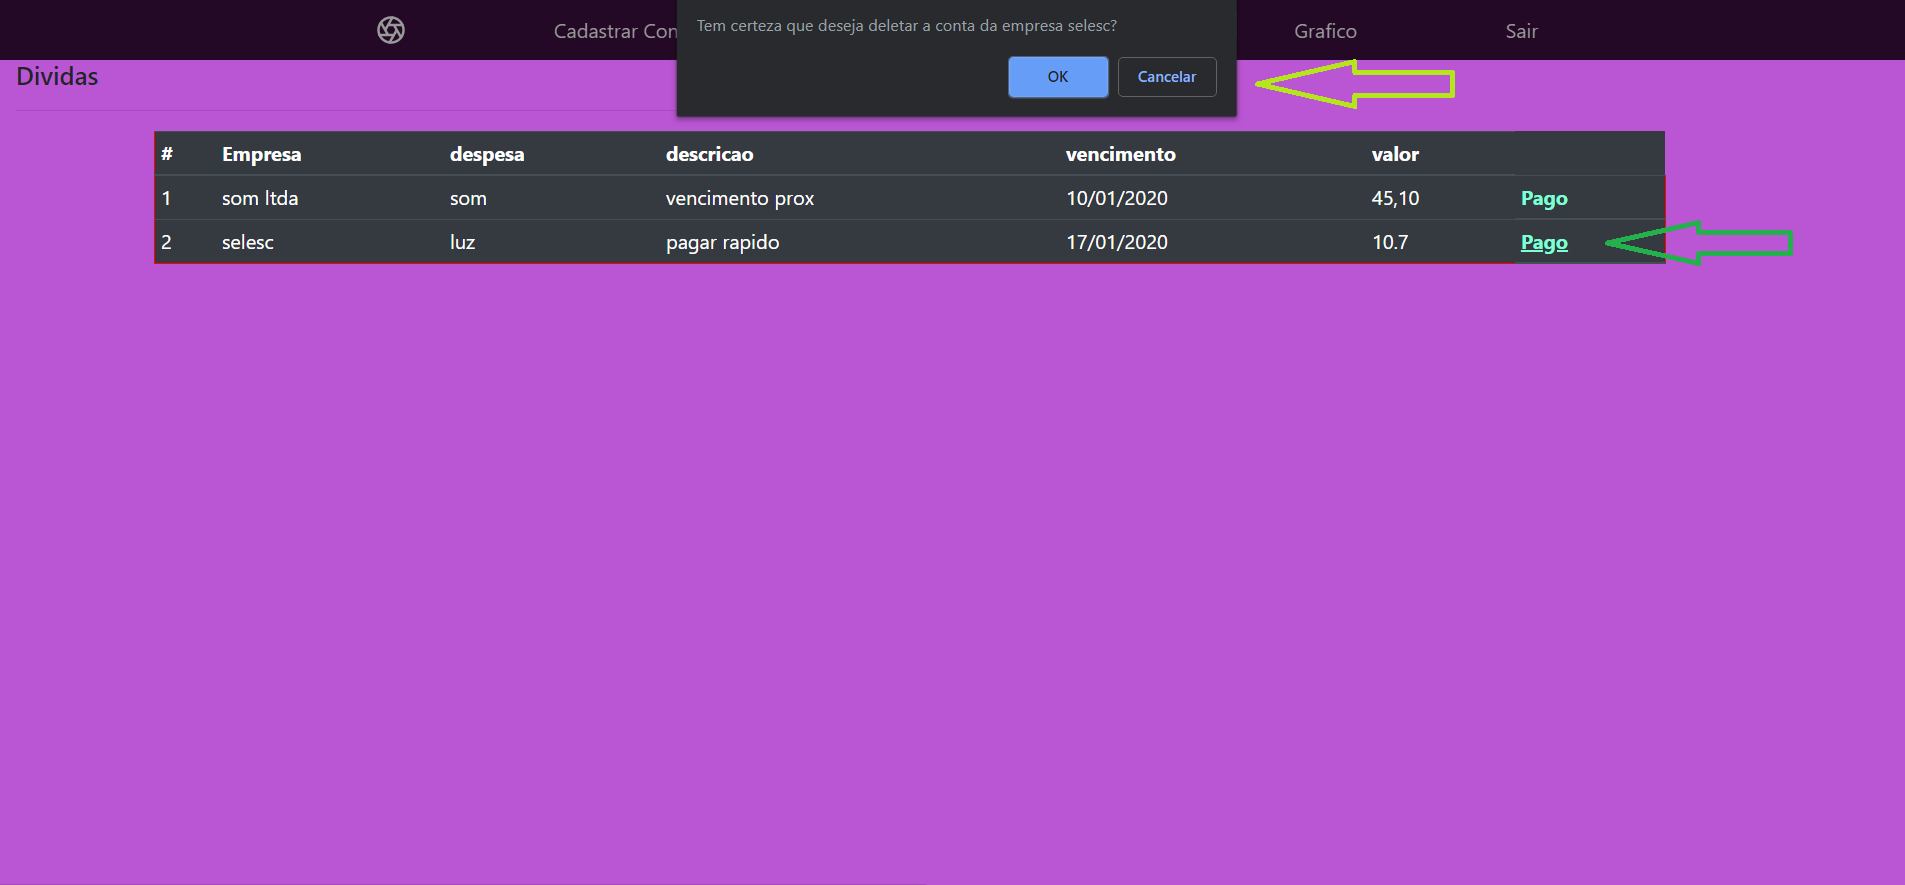 Cadastrar Con
Tem certeza que deseja deletar a conta da empresa selesc?
OK Cancelar
Grafico Sair
Dividas
# Empresa despesa descricao vencimento valor
1 som ltda som vencimento prox 10/01/2020 45,10 Pago
2 selesc luz pagar rapido 17/01/2020 10.7 Pago